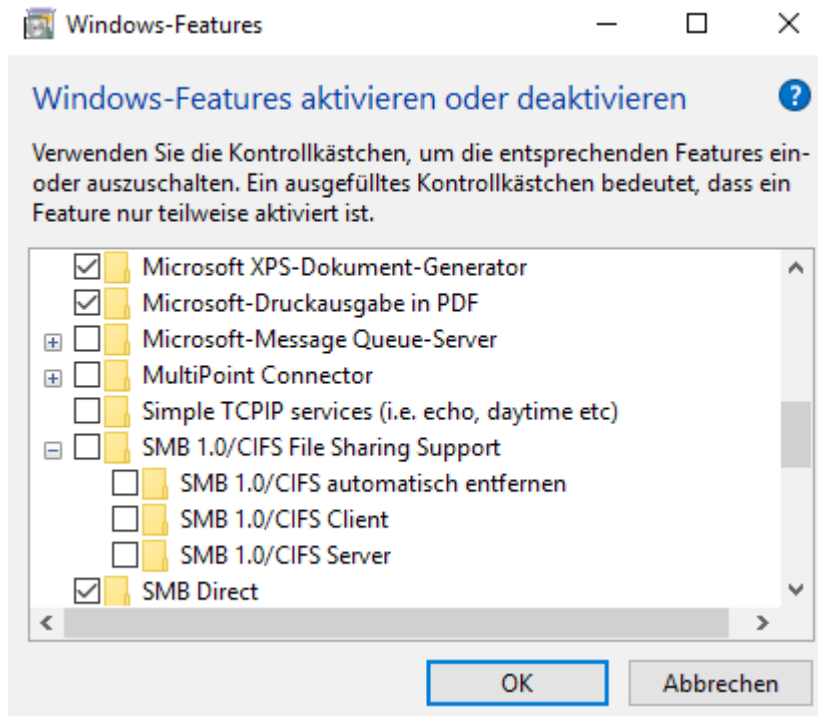 Windows-Features
Windows-Features aktivieren oder deaktivieren
Verwenden Sie die Kontrollkästchen, um die entsprechenden Features ein-
oder auszuschalten. Ein ausgefülltes Kontrollkästchen bedeutet, dass ein
Feature nur teilweise aktiviert ist.
Microsoft XPS-Dokument-Generator
Microsoft-Druckausgabe in PDF
Microsoft-Message Queue-Server
MultiPoint Connector
Simple TCPIP services (i.e. echo, daytime etc)
SMB 1.0/CIFS File Sharing Support
SMB 1.0/CIFS automatisch entfernen
SMB 1.0/CIFS Client
SMB 1.0/CIFS Server
SMB Direct
OK Abbrechen